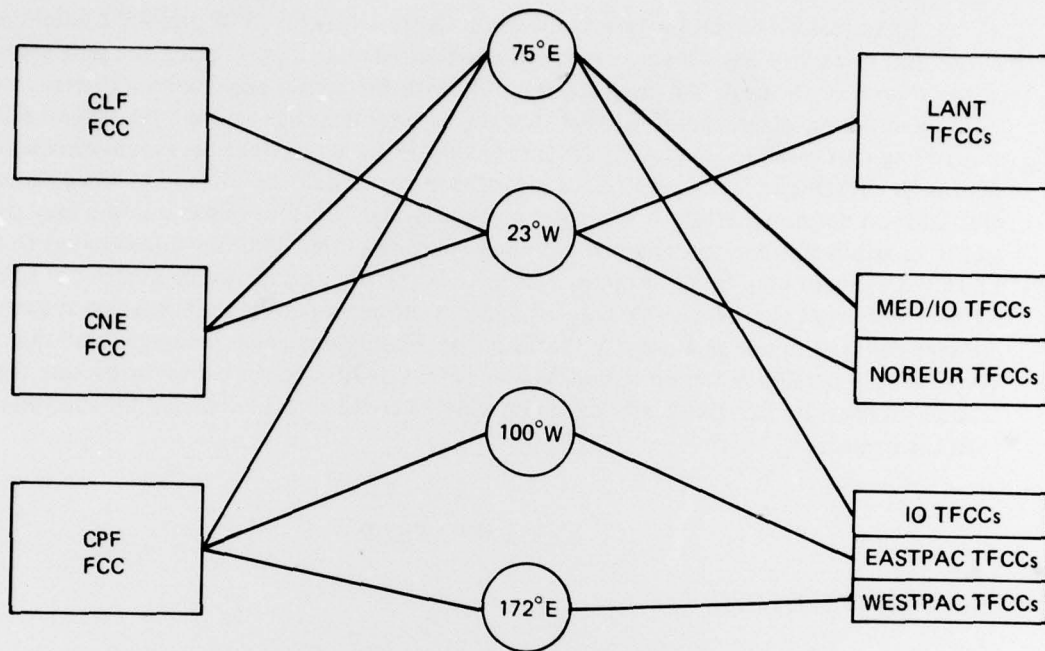 CLF
FCC
CNE
FCC
CPF
FCC
75°E
23°W
100°W
172°E
LANT
TFCCs
MED/IO TFCCs
NOREUR TFCCs
IO TFCCs
EASTPAC TFCCs
WESTPAC TFCCs